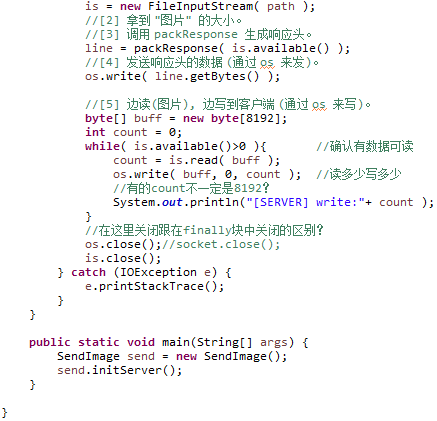 is = new FileInputStream( path );
//[2] 拿到 "图片" 的大小。
//[3] 调用 packResponse 生成响应头。
line = packResponse( is.available() );
//[4] 发送响应头的数据 (通过 os 来发)。
os.write( line.getBytes() );
//[5] 边读(图片), 边写到客户端 (通过 os 来写)。
byte[] buff = new byte[8192];
int count = 0;
while( is.available()>0 ){ //确认有数据可读
count = is.read( buff );
os.write( buff, 0, count ); //读多少写多少
//有的count不一定是8192?
System.out.println("[SERVER] write:"+ count );
}
//在这里关闭跟在finally块中关闭的区别?
os.close();//socket.close();
is.close();
} catch (IOException e) {
e.printStackTrace();
}
}
public static void main(String[] args) {
SendImage send = new SendImage();
send.initServer();
}
}